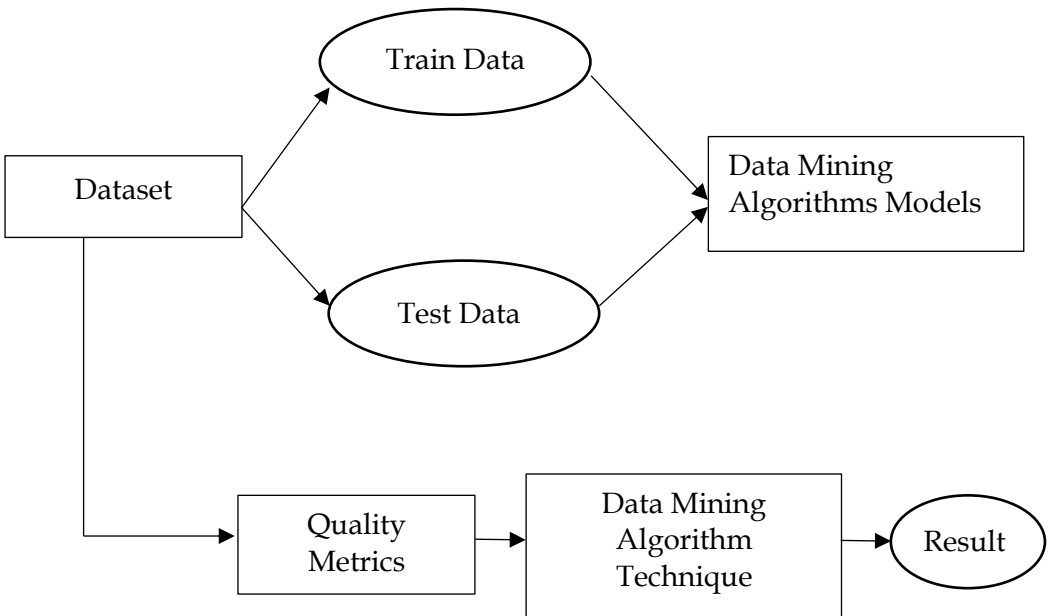 Train Data
Dataset
Data Mining
Algorithms Models
Test Data
Quality
Metrics
Data Mining
Algorithm
Technique
Result